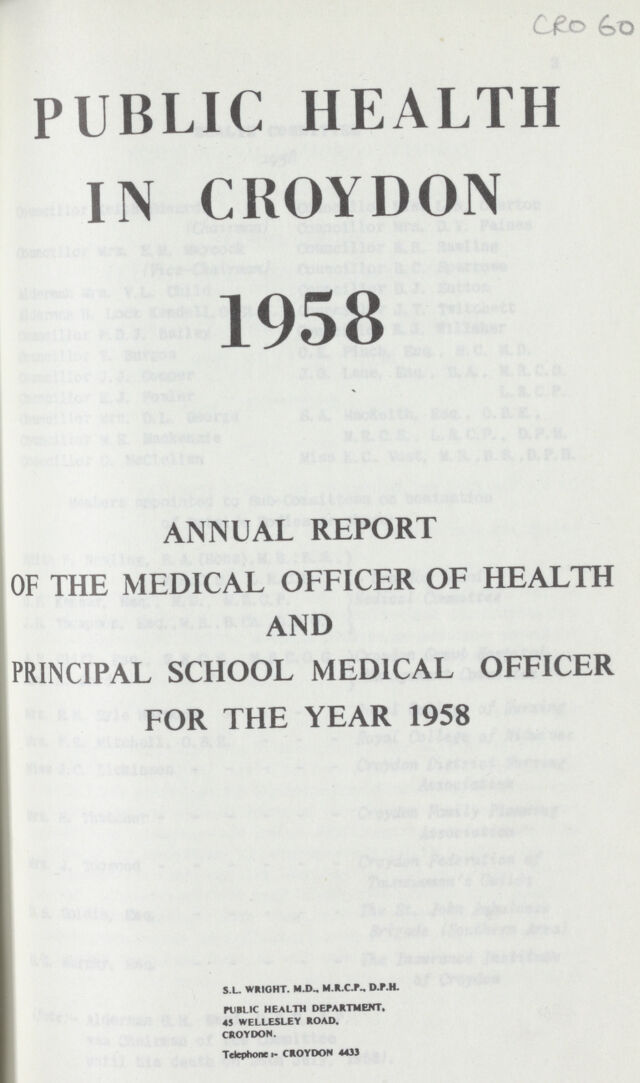 CRO 60
PUBLIC HEALTH
IN CROYDON
1958
ANNUAL REPORT
OF THE MEDICAL OFFICER OF HEALTH
AND
PRINCIPAL SCHOOL MEDICAL OFFICER
FOR THE YEAR 1958
S.L. WRIGHT. M.D., M.R.C.P., D.P.H.
PUBLIC HEALTH DEPARTMENT,
45 WELLESLEY ROAD,
CROYDON.
Telephone :- CROYDON 4433